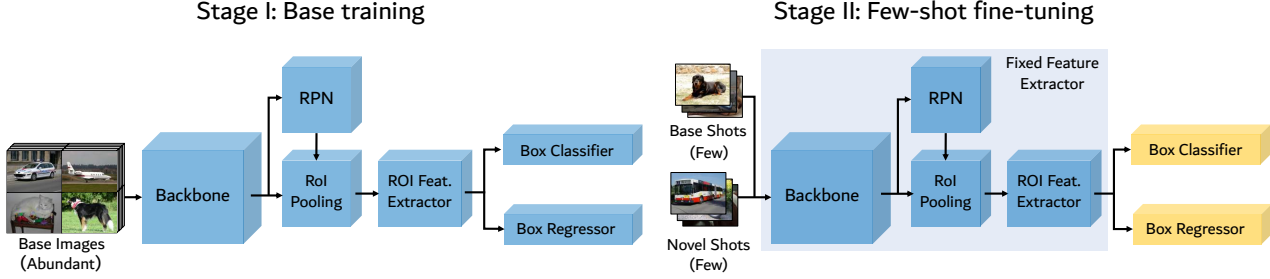 Stage I: Base training
RPN
Backbone
RoI
Pooling
ROI Feat.
Extractor
Box Classifier
Box Regressor
Base Images
(Abundant)
Stage II: Few-shot fine-tuning
Fixed Feature
Extractor
RPN
Base Shots
(Few)
Backbone
RoI
Pooling
ROI Feat.
Extractor
Box Classifier
Box Regressor
Novel Shots
(Few)